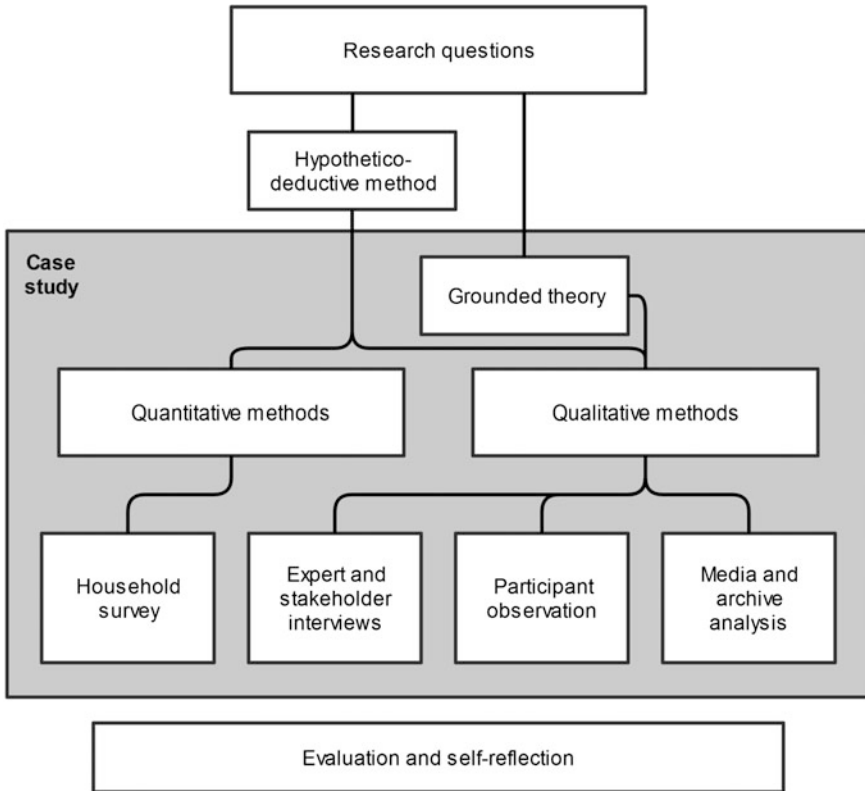 Research questions
Hypothetico-
deductive method
Case
study
Grounded theory
Quantitative methods
Qualitative methods
Household
survey
Expert and
stakeholder
interviews
Participant
observation
Media and
archive
analysis
Evaluation and self-reflection